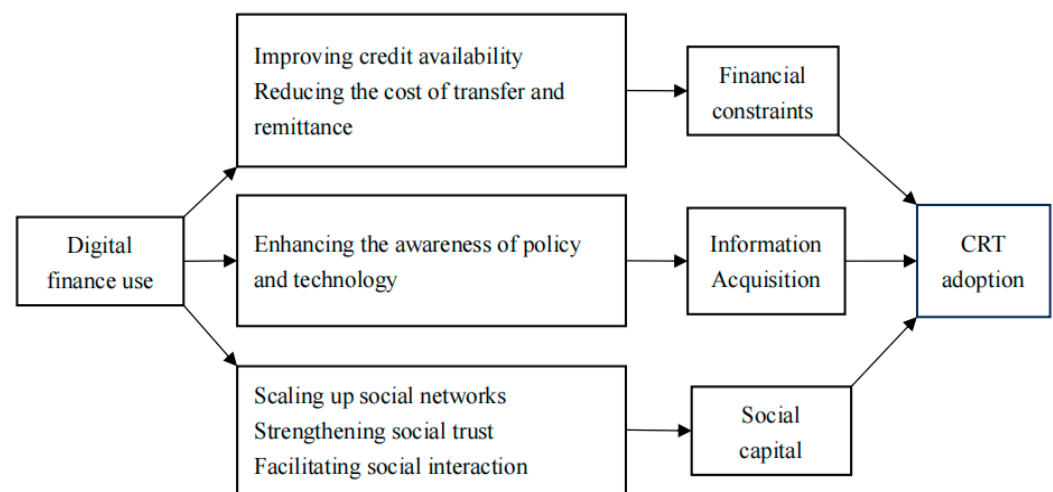 Improving credit availability
Reducing the cost of transfer and
remittance
Financial
constraints
Digital
finance use
Enhancing the awareness of policy
and technology
Information
Acquisition
CRT
adoption
Scaling up social networks
Strengthening social trust
Facilitating social interaction
Social
capital